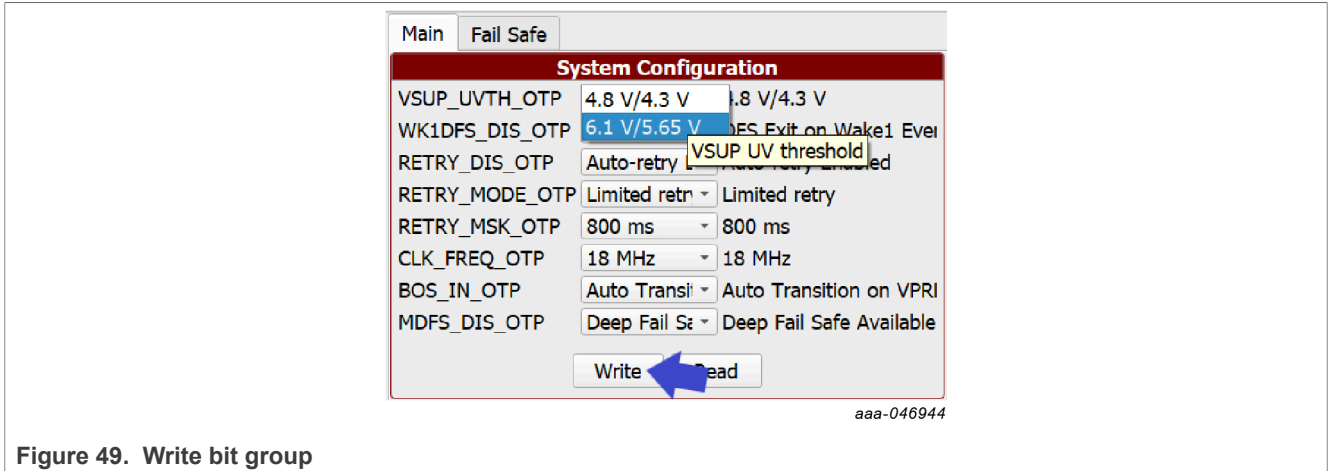 Main Fail Safe
System Configuration
VSUP_UVTH_OTP 4.8 V/4.3 V .8 V/4.3 V
WK1DFS_DIS_OTP 6.1 V/5.65 V DFS Exit on Wake1 Ever
VSUP UV threshold
RETRY_DIS_OTP Auto-retry Auto-retry Enabled
RETRY_MODE_OTP Limited retry Limited retry
RETRY_MSK_OTP 800 ms 800 ms
CLK_FREQ_OTP 18 MHz 18 MHz
BOS_IN_OTP Auto Transi Auto Transition on VPRI
MDFS_DIS_OTP Deep Fail Sa Deep Fail Safe Available
Write Read
aaa-046944
Figure 49. Write bit group